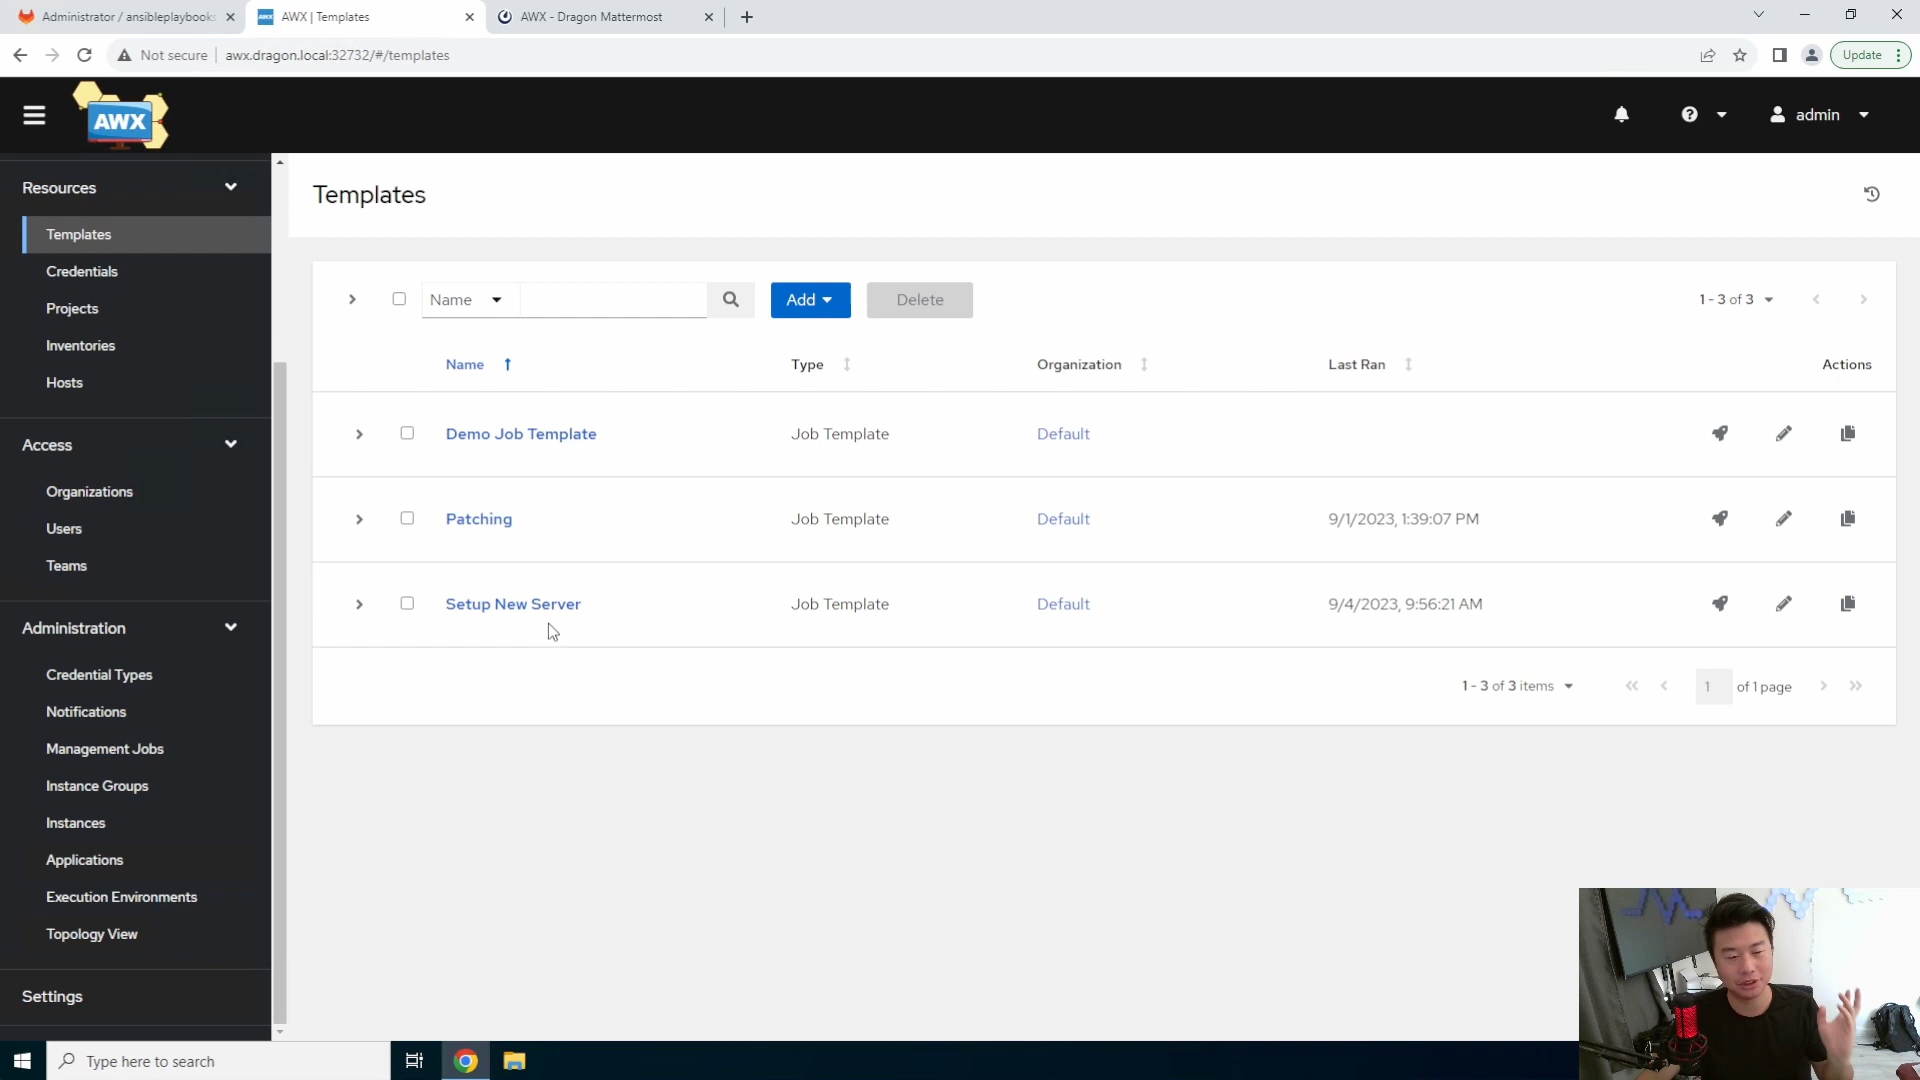 Administrator / ansibleplaybooks
AWX | Templates
AWX - Dragon Mattermost
Not secure
awx.dragon.local:32732/#/templates
Update
AWX
admin
Resources
Templates
Credentials
Projects
Inventories
Hosts
Access
Organizations
Users
Teams
Administration
Credential Types
Notifications
Management Jobs
Instance Groups
Instances
Applications
Execution Environments
Topology View
Settings
Templates
Name
Add
Delete
1 - 3 of 3
Name
Type
Organization
Last Ran
Actions
Demo Job Template
Job Template
Default
Patching
Job Template
Default
9/1/2023, 1:39:07 PM
Setup New Server
Job Template
Default
9/4/2023, 9:56:21 AM
1 - 3 of 3 items
1
of 1 page
Type here to search